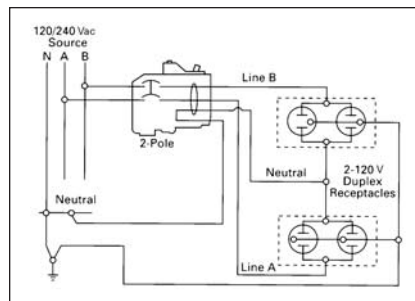 120/240 Vac
Source
N A B
Line B
2-Pole
Neutral
Neutral
2-120 V
Duplex
Receptacles
Line A